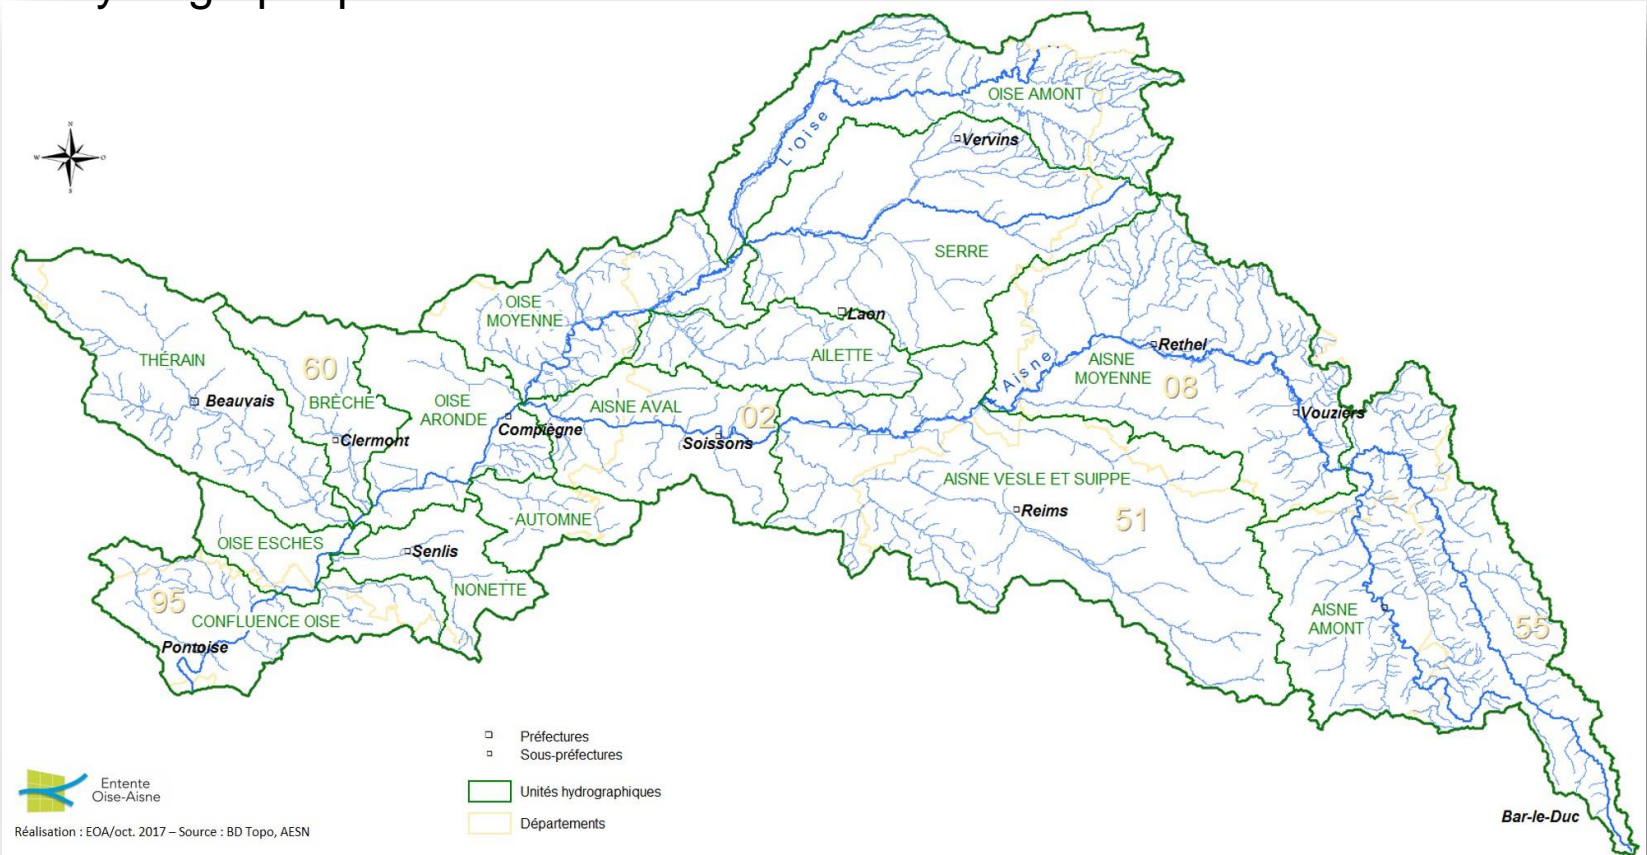 N
W
O
S
OISE AMONT
L'Oise
Vervins
SERRE
OISE
MOYENNE
Laon
THÉRAIN
60
AILETTE
l'Aisne
Rethel
AISNE
MOYENNE
08
Beauvais
BRÈCHE
OISE
ARONDE
AISNE AVAL
02
Vouziers
Clermont
Compiègne
Soissons
AISNE VESLE ET SUIPPE
Reims
51
AUTOMNE
OISE ESCHES
Senlis
NONETTE
95
CONFLUENCE OISE
AISNE
AMONT
55
Pontoise
Préfectures
Sous-préfectures
Unités hydrographiques
Départements
Bar-le-Duc
Entente
Oise-Aisne
Réalisation : EOA/oct. 2017 – Source : BD Topo, AESN